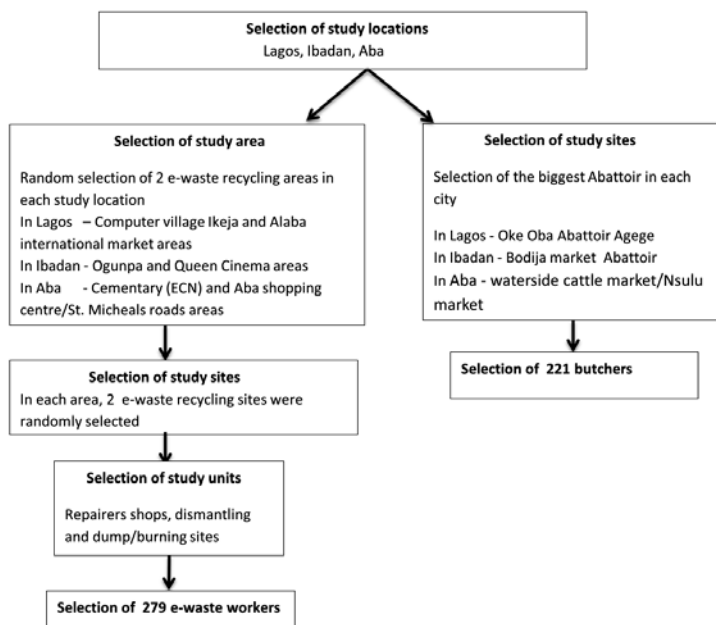 Selection of study locations
Lagos, Ibadan, Aba
Selection of study area
Random selection of 2 e-waste recycling areas in
each study location
In Lagos – Computer village Ikeja and Alaba
international market areas
In Ibadan - Ogunpa and Queen Cinema areas
In Aba - Cementary (ECN) and Aba shopping
centre/St. Micheals roads areas
Selection of study sites
In each area, 2 e-waste recycling sites were
randomly selected
Selection of study units
Repairers shops, dismantling
and dump/burning sites
Selection of 279 e-waste workers
Selection of study sites
Selection of the biggest Abattoir in each
city
In Lagos - Oke Oba Abattoir Agege
In Ibadan - Bodija market Abattoir
In Aba - waterside cattle market/Nsulu
market
Selection of 221 butchers